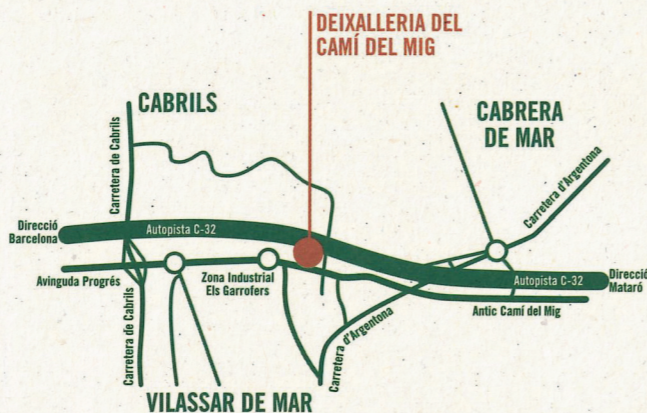 DEIXALLERIA DEL
CAMÍ DEL MIG
CABRILS
CABRERA
DE MAR
Carretera de Cabrils
Carretera d'Argentona
Direcció
Barcelona
Autopista C-32
Avinguda Progrés
Zona Industrial
Els Garrofers
Autopista C-32
Direcció
Mataró
Antic Camí del Mig
Carretera de Cabrils
Carretera d'Argentona
VILASSAR DE MAR